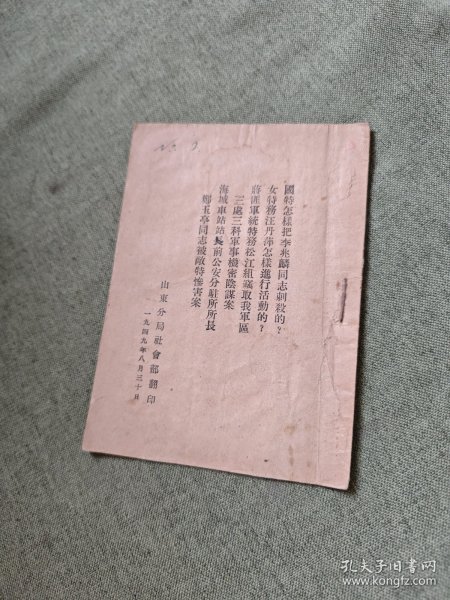 國特怎樣把李兆麟同志刺殺的？
女特務汪丹萍怎樣進行活動的？
蔣匪軍統特務松江組竊取我軍區
三處三科軍事機密陰謀案
海城車站站長前公安分駐所所長
鄭玉亭同志被敵特慘害案
山東分局社會部翻印
一九四九年八月三十日
孔夫子旧书网
www.kongfz.com